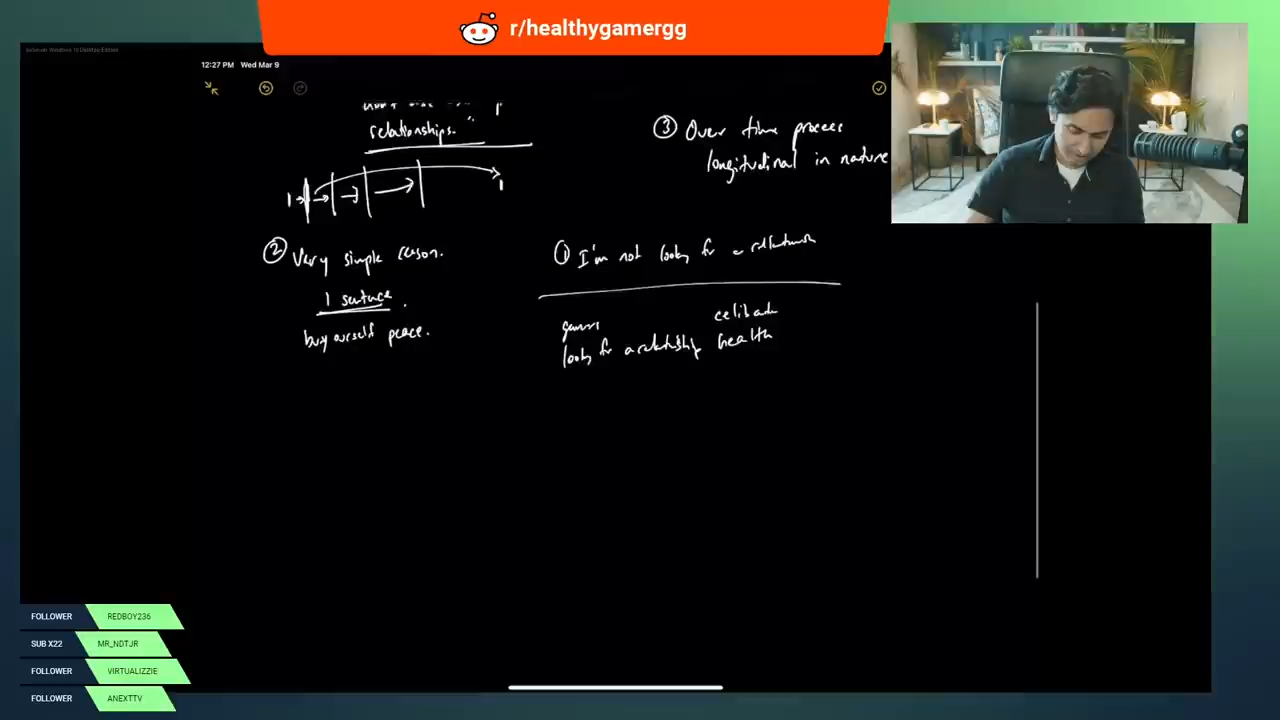 r/healthygamergg
12:27 PM Wed Mar 9
relationships."
③ Over time process
longitudinal in nature
② Very simple reason.
1 sentence.
buy ourself peace.
① I'm not looking for a relationship
looking for a relationship health
FOLLOWER REDBOY236
SUB X22 MR_NDTJR
FOLLOWER VIRTUALIZZIE
FOLLOWER ANEXTTV